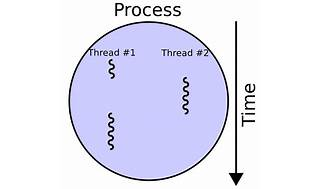 Process
Thread #1
Thread #2
Time